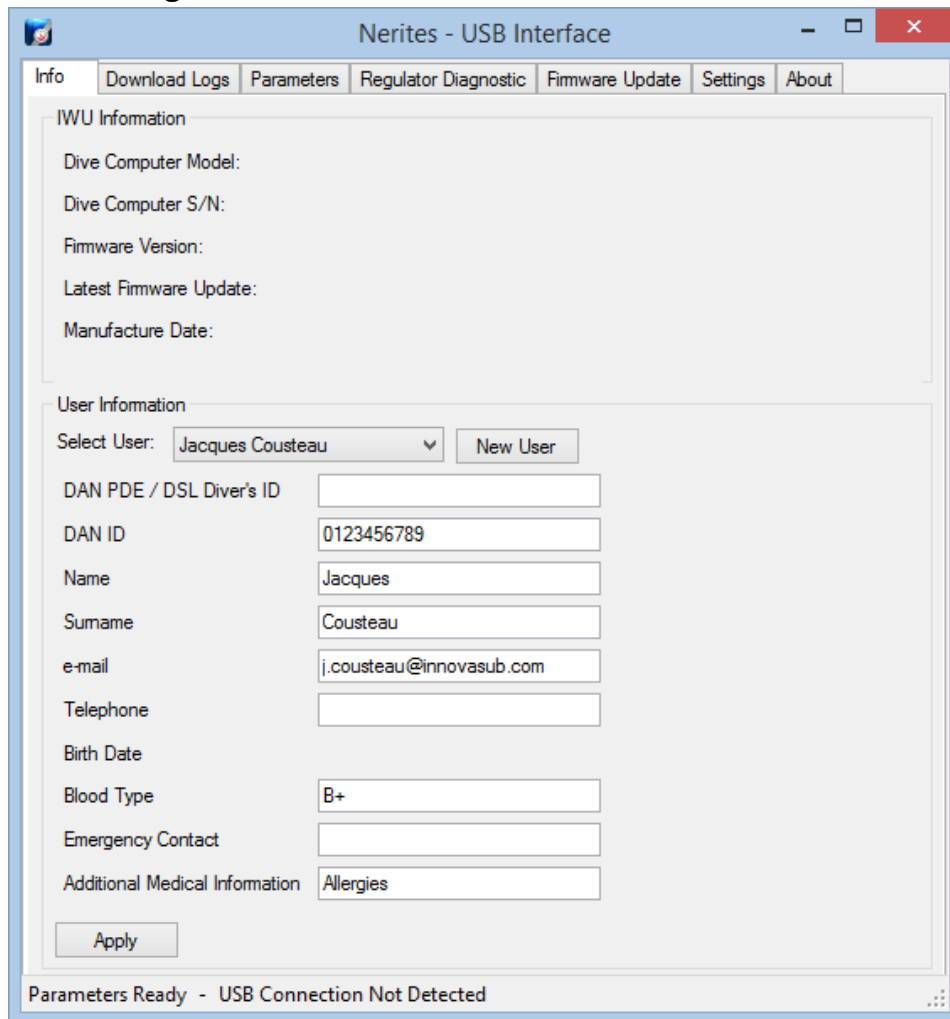 Nerites - USB Interface
Info Download Logs Parameters Regulator Diagnostic Firmware Update Settings About
IWU Information
Dive Computer Model:
Dive Computer S/N:
Firmware Version:
Latest Firmware Update:
Manufacture Date:
User Information
Select User: Jacques Cousteau New User
DAN PDE / DSL Diver's ID
DAN ID 0123456789
Name Jacques
Surname Cousteau
e-mail j.cousteau@innovasub.com
Telephone
Birth Date
Blood Type B+
Emergency Contact
Additional Medical Information Allergies
Apply
Parameters Ready - USB Connection Not Detected